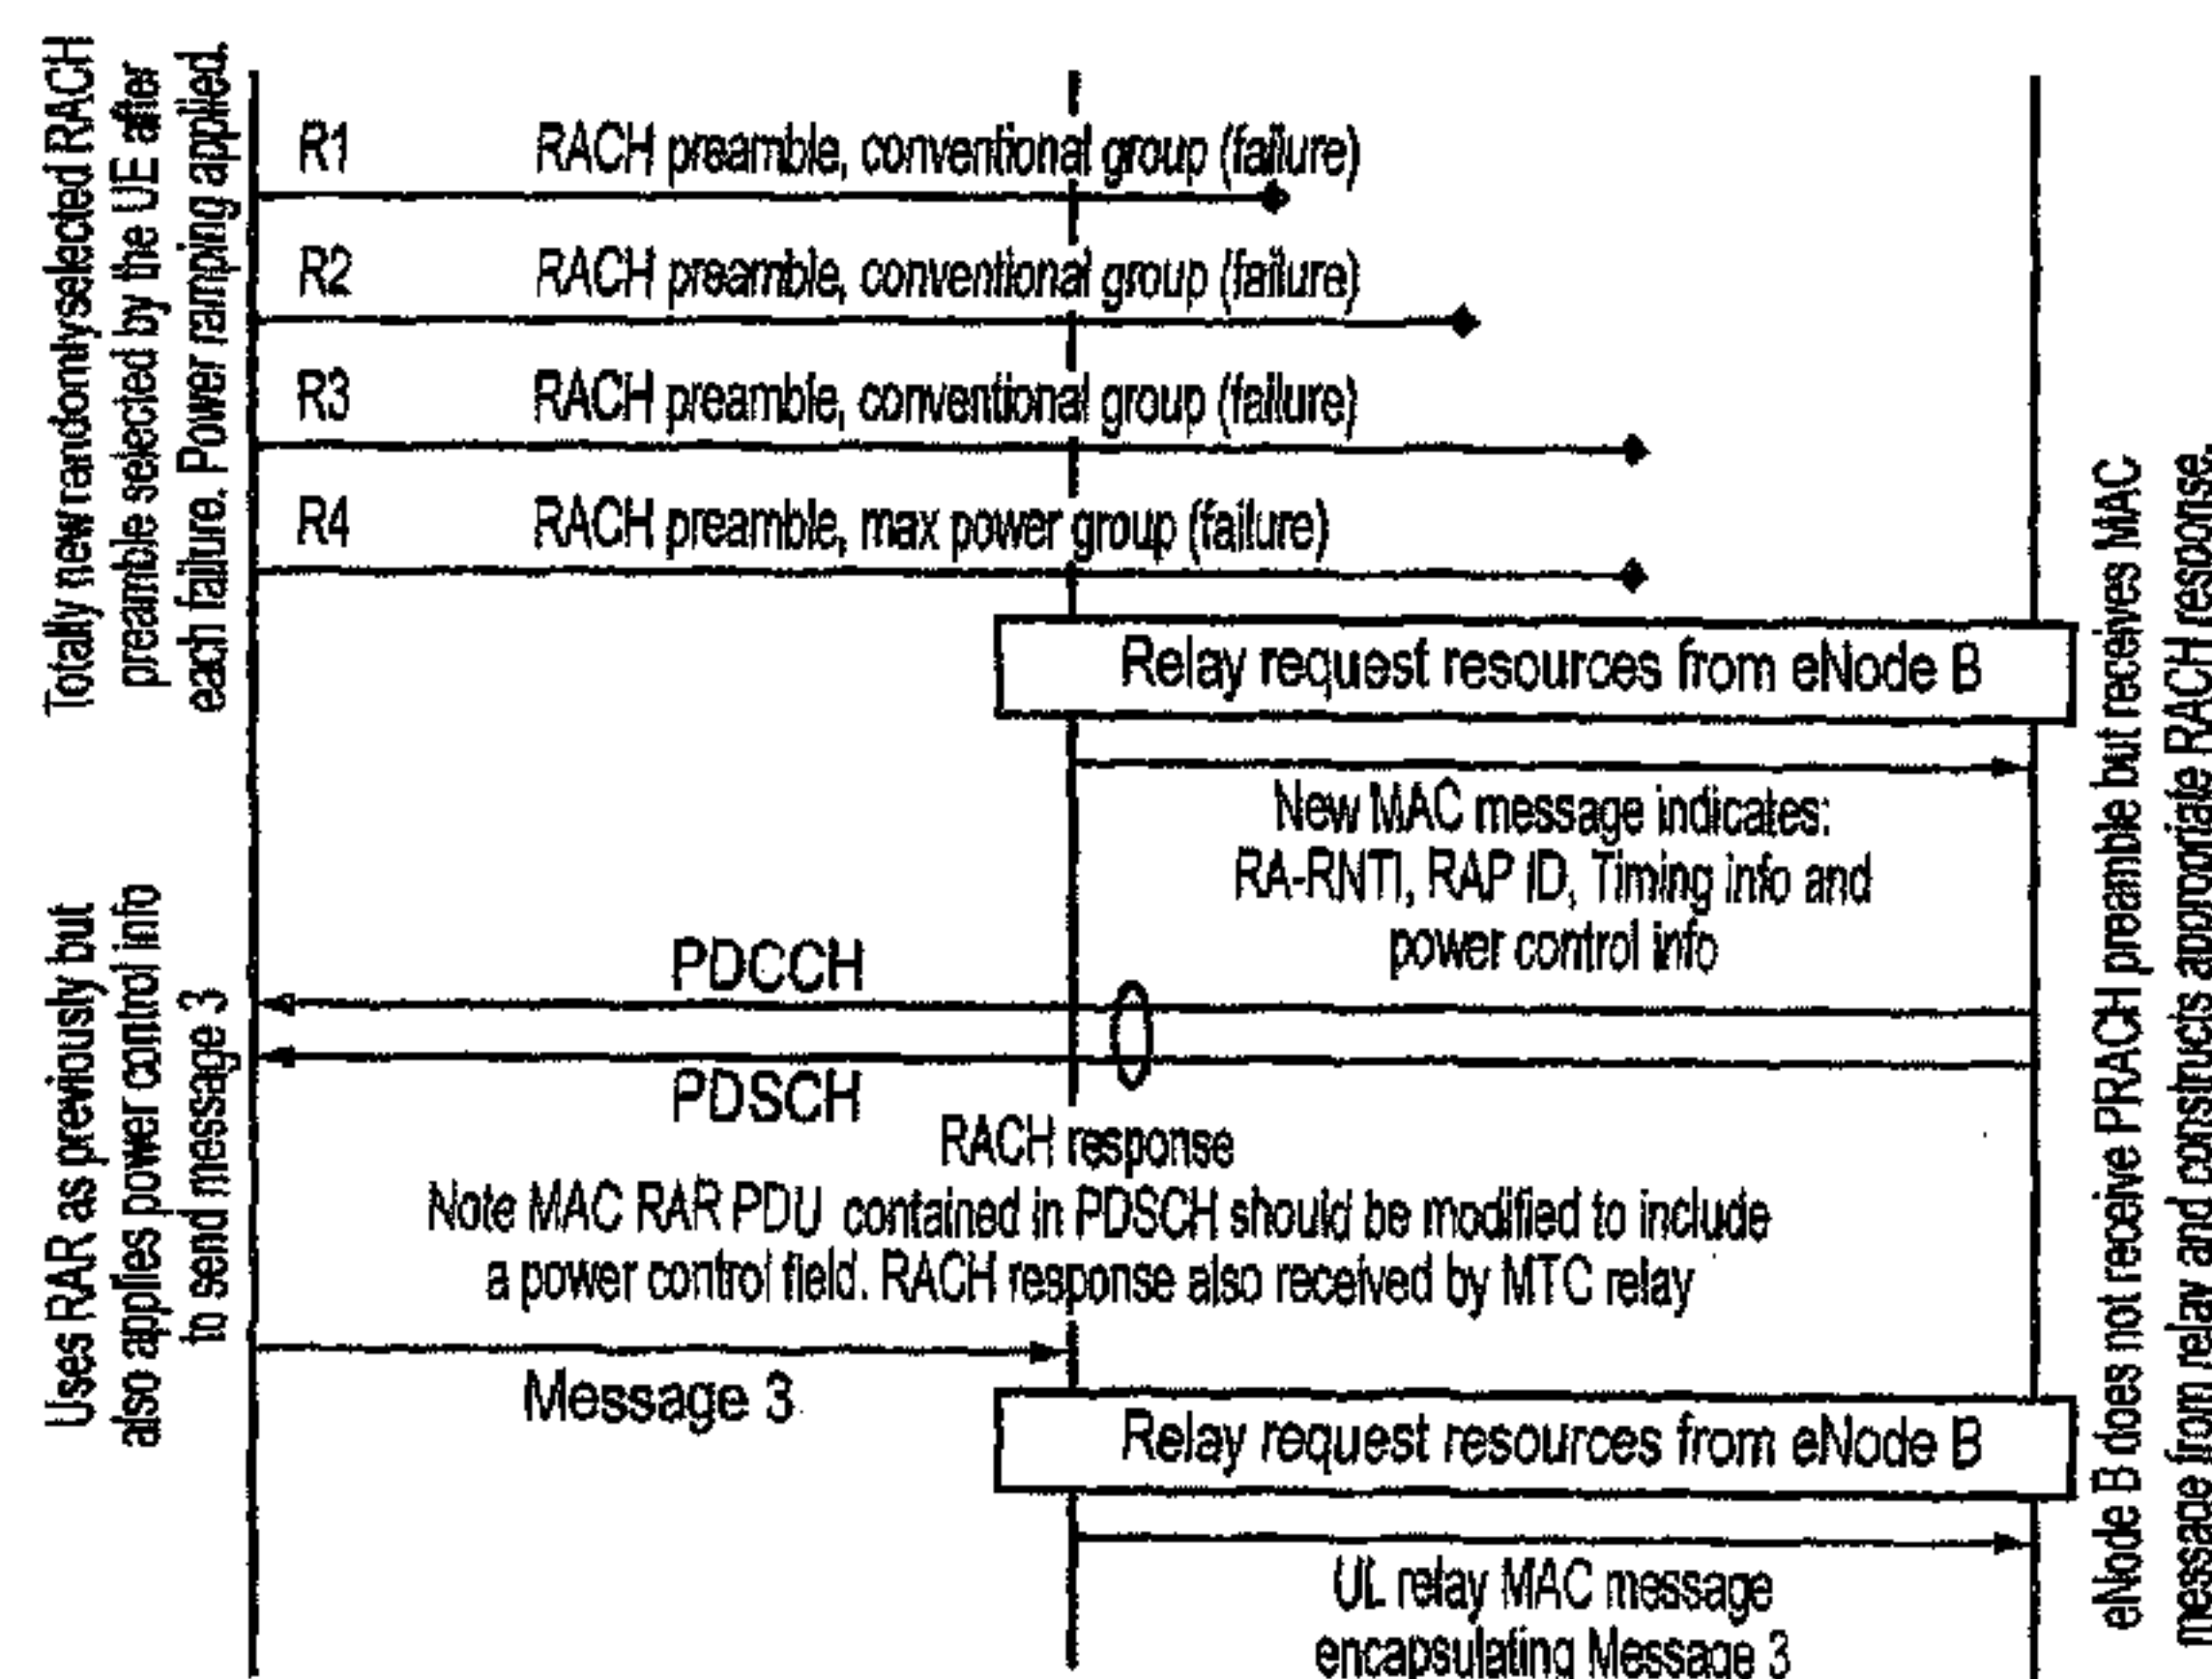 Totally new randomly selected RACH
preamble selected by the UE after
each failure. Power ramping applied.
R1 RACH preamble, conventional group (failure)
R2 RACH preamble, conventional group (failure)
R3 RACH preamble, conventional group (failure)
R4 RACH preamble, max power group (failure)
Relay request resources from eNode B
New MAC message indicates:
RA-RNTI, RAP ID, Timing info and
power control info
Uses RAR as previously but
also applies power control info
to send message 3
PDCCH
PDSCH
RACH response
Note MAC RAR PDU contained in PDSCH should be modified to include
a power control field. RACH response also received by MTC relay
Message 3
Relay request resources from eNode B
UL relay MAC message
encapsulating Message 3
eNode B does not receive PRACH preamble but receives MAC
message from relay and constructs appropriate RACH response.